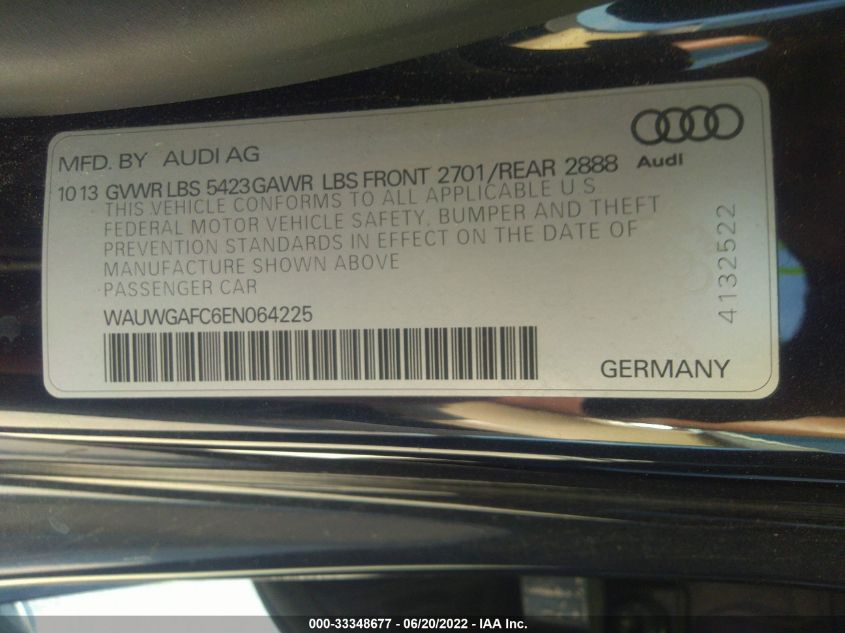 MFD. BY AUDI AG
Audi
10 13 GVWR LBS 5423 GAWR LBS FRONT 2701/REAR 2888
THIS VEHICLE CONFORMS TO ALL APPLICABLE U S
FEDERAL MOTOR VEHICLE SAFETY, BUMPER AND THEFT
PREVENTION STANDARDS IN EFFECT ON THE DATE OF
MANUFACTURE SHOWN ABOVE
PASSENGER CAR
WAUWGAFC6EN064225
GERMANY
4132522
000-33348677 - 06/20/2022 - IAA Inc.